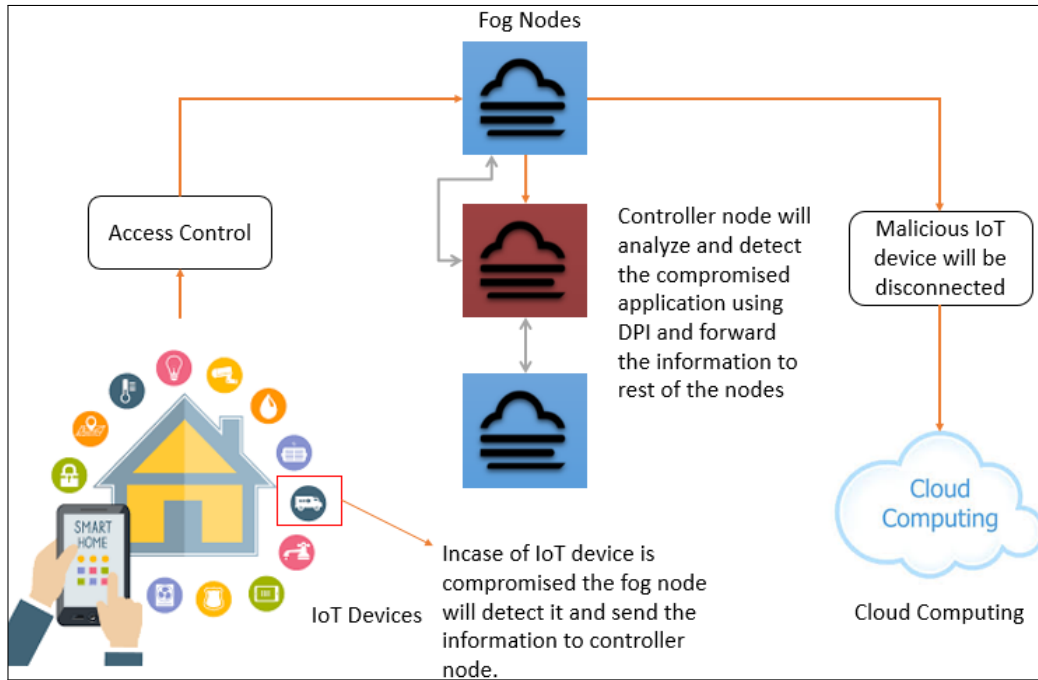 Fog Nodes
Access Control
Controller node will
analyze and detect
the compromised
application using
DPI and forward
the information to
rest of the nodes
Malicious IoT
device will be
disconnected
SMART
HOME
IoT Devices
Incase of IoT device is
compromised the fog node
will detect it and send the
information to controller
node.
Cloud
Computing
Cloud Computing